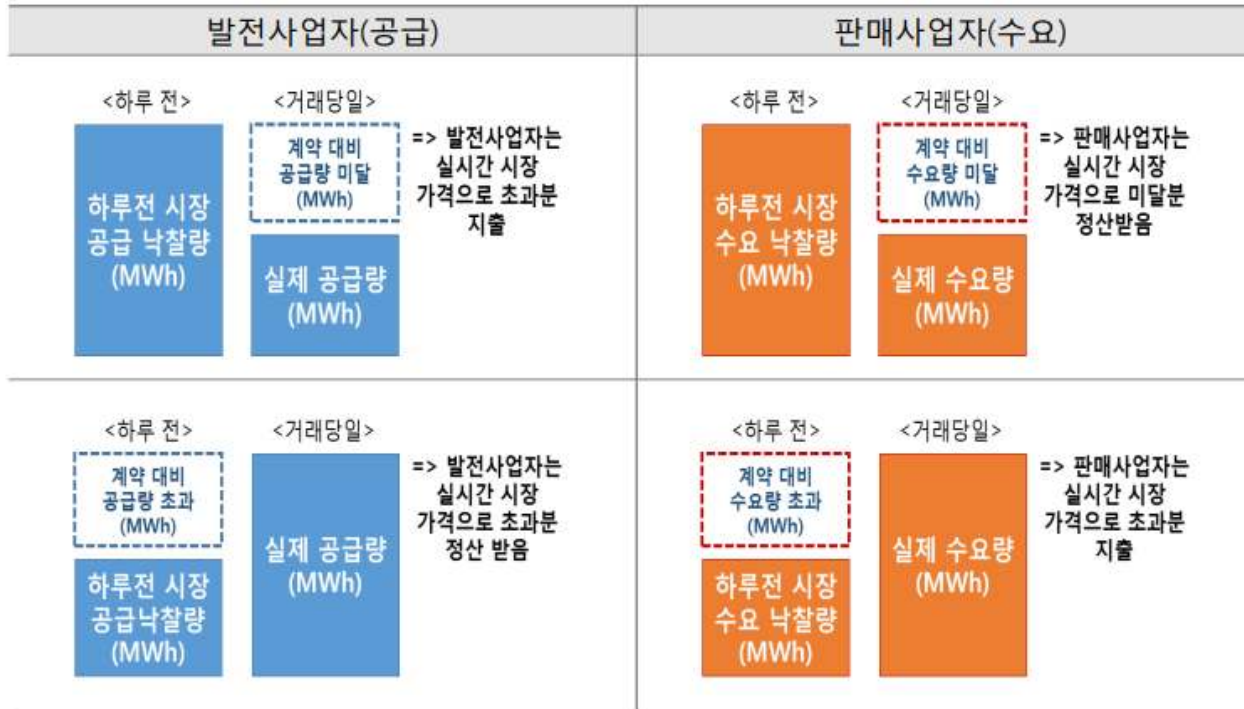 발전사업자(공급)
판매사업자(수요)
<하루 전>
<거래당일>
하루전 시장
공급 낙찰량
(MWh)
계약 대비
공급량 미달
(MWh)
실제 공급량
(MWh)
=> 발전사업자는
실시간 시장
가격으로 초과분
지출
<하루 전>
<거래당일>
하루전 시장
수요 낙찰량
(MWh)
계약 대비
수요량 미달
(MWh)
실제 수요량
(MWh)
=> 판매사업자는
실시간 시장
가격으로 미달분
정산받음
<하루 전>
<거래당일>
계약 대비
공급량 초과
(MWh)
하루전 시장
공급낙찰량
(MWh)
실제 공급량
(MWh)
=> 발전사업자는
실시간 시장
가격으로 초과분
정산 받음
<하루 전>
<거래당일>
계약 대비
수요량 초과
(MWh)
하루전 시장
수요 낙찰량
(MWh)
실제 수요량
(MWh)
=> 판매사업자는
실시간 시장
가격으로 초과분
지출